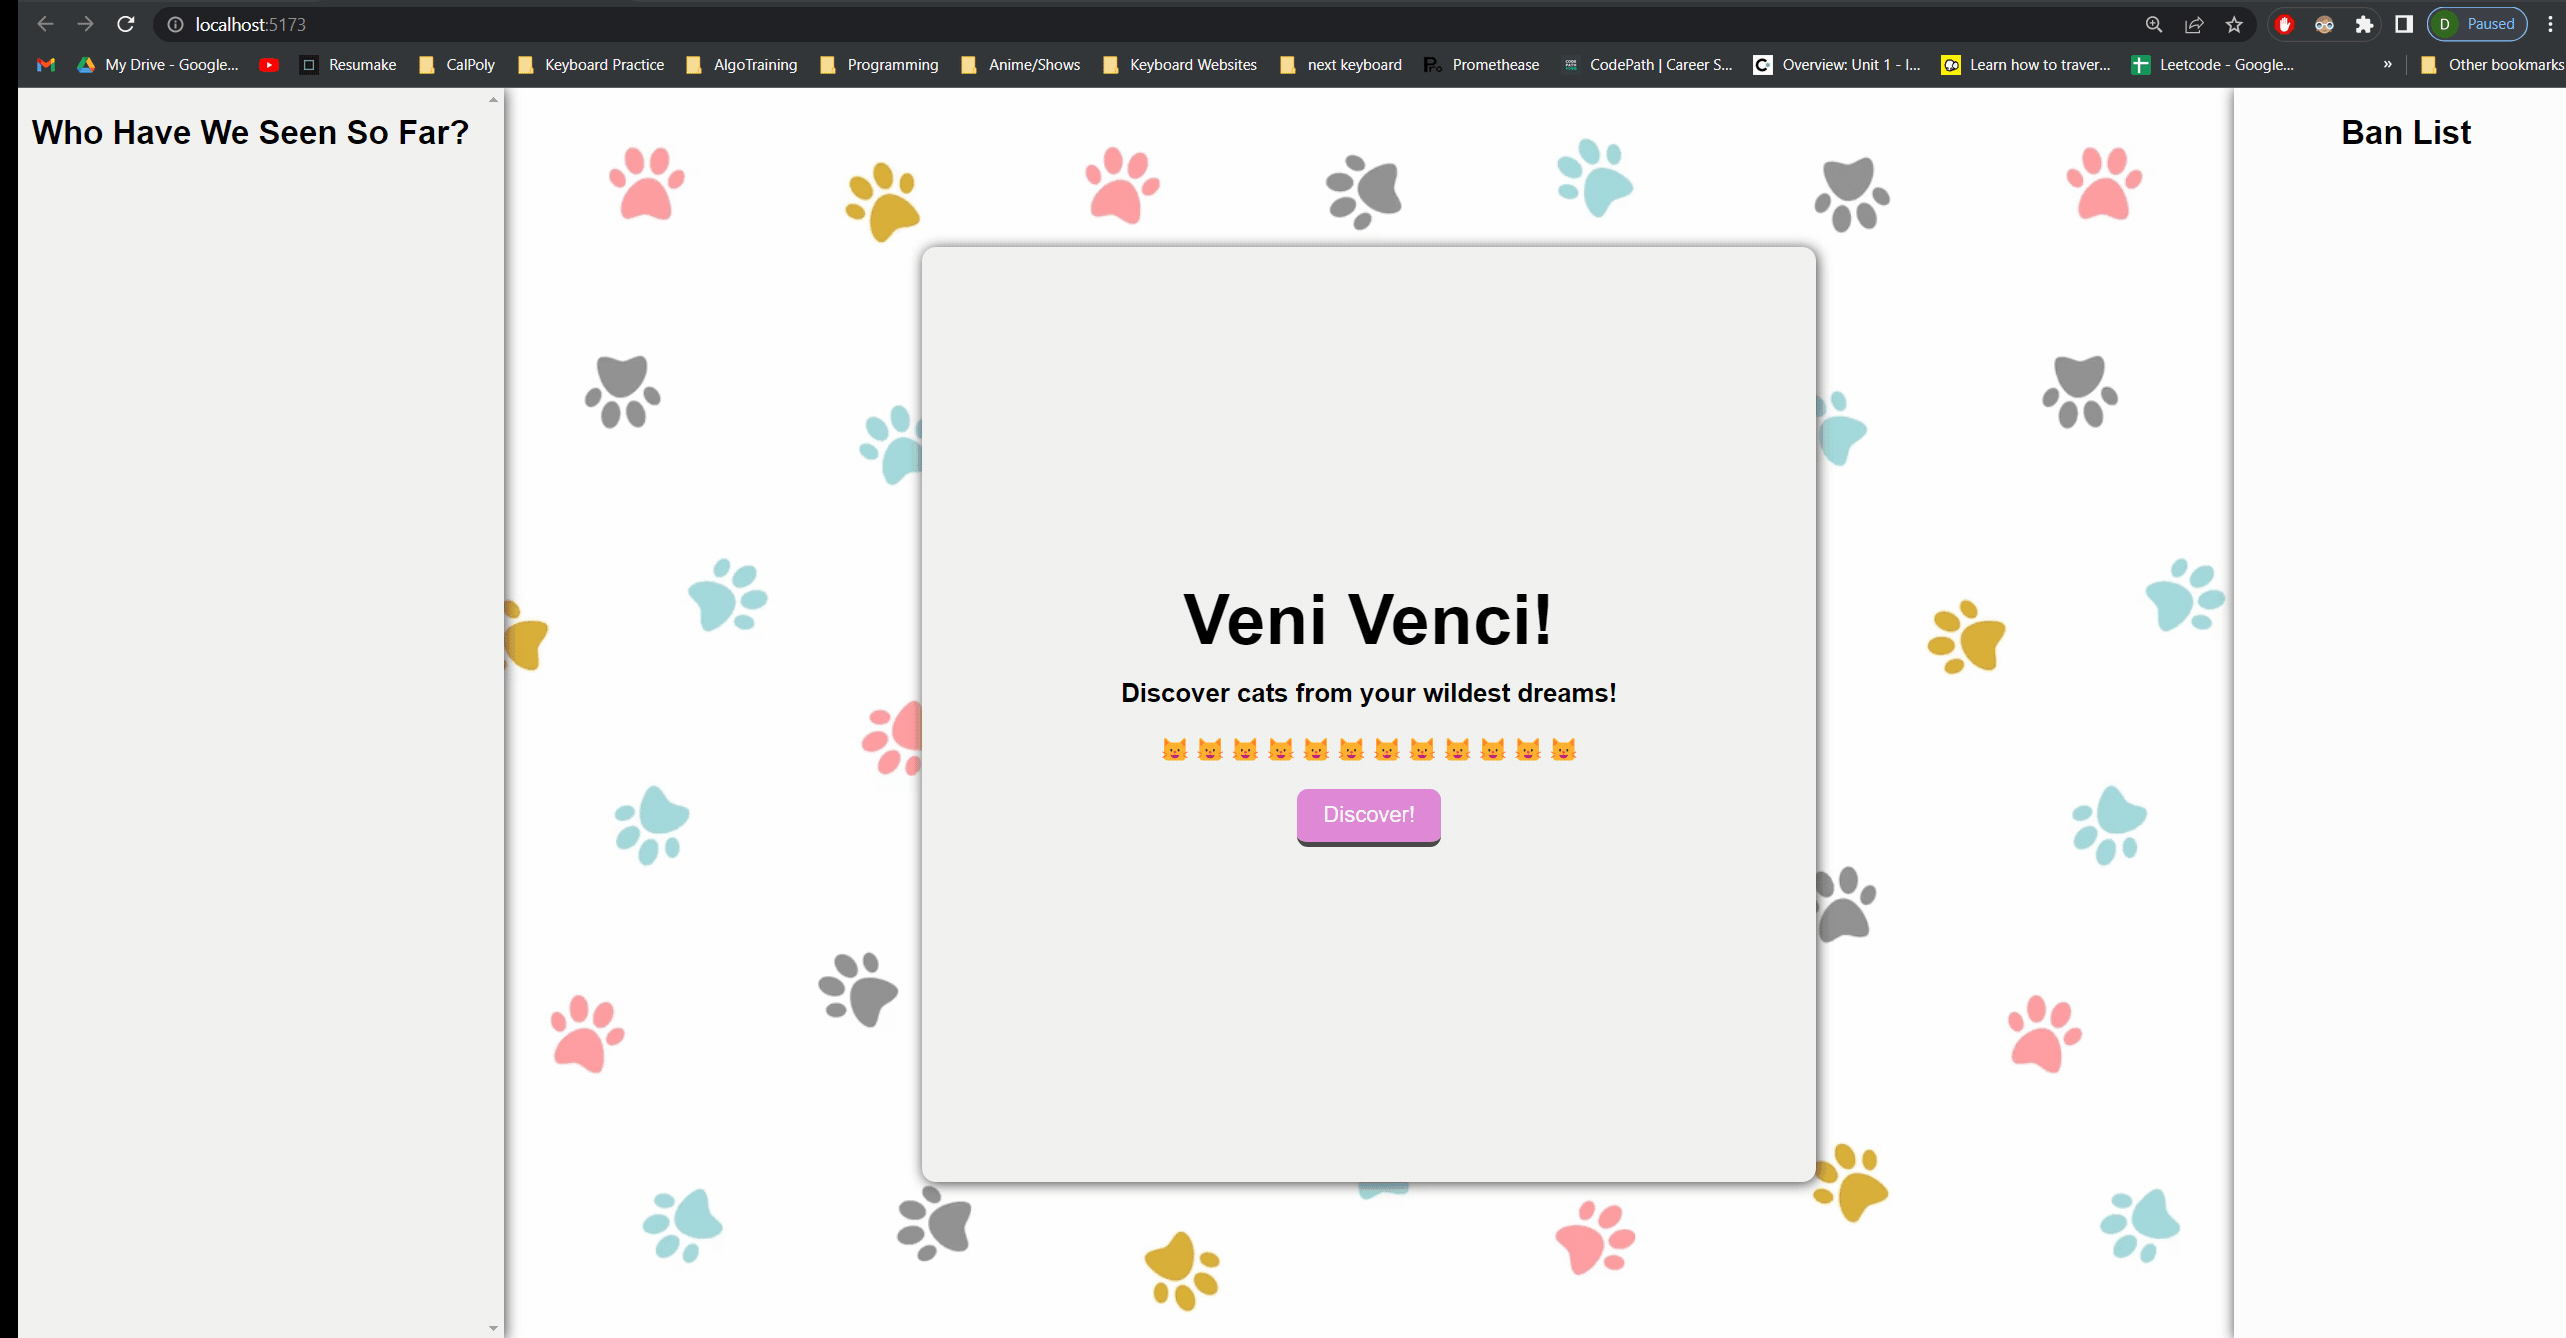 localhost:5173
D Paused
My Drive - Google... Resumake CalPoly Keyboard Practice AlgoTraining Programming Anime/Shows Keyboard Websites next keyboard Promethease CodePath | Career S... Overview: Unit 1 - I... Learn how to traver... Leetcode - Google... » Other bookmarks
Who Have We Seen So Far?
Ban List
Veni Venci!
Discover cats from your wildest dreams!
😺 😺 😺 😺 😺 😺 😺 😺 😺 😺 😺 😺
Discover!